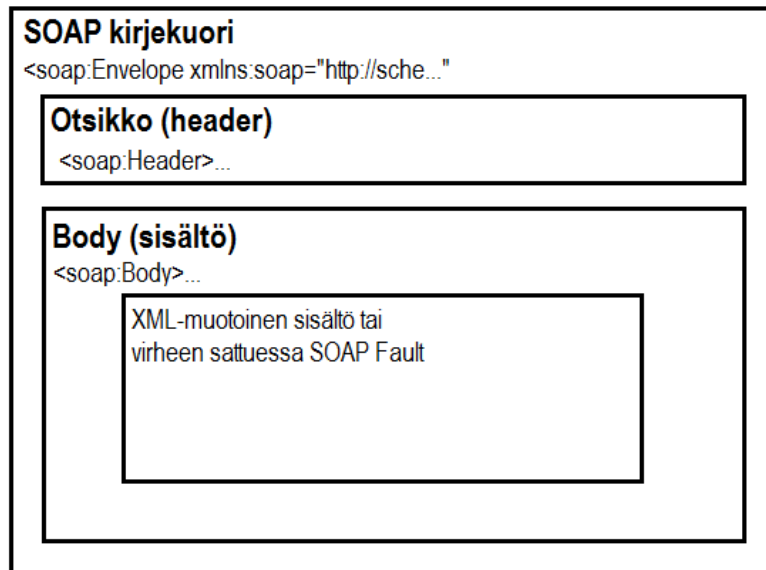 SOAP kirjekuori
<soap:Envelope xmlns:soap="http://sche..."
Otsikko (header)
<soap:Header>...
Body (sisältö)
<soap:Body>...
XML-muotoinen sisältö tai
virheen sattuessa SOAP Fault